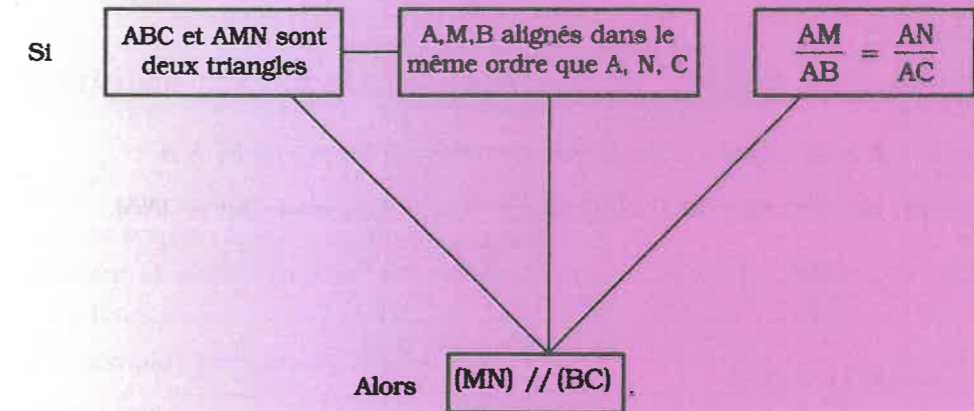 Si
ABC et AMN sont
deux triangles
A,M,B alignés dans le
même ordre que A, N, C
AM/AB = AN/AC
Alors
(MN) // (BC) .